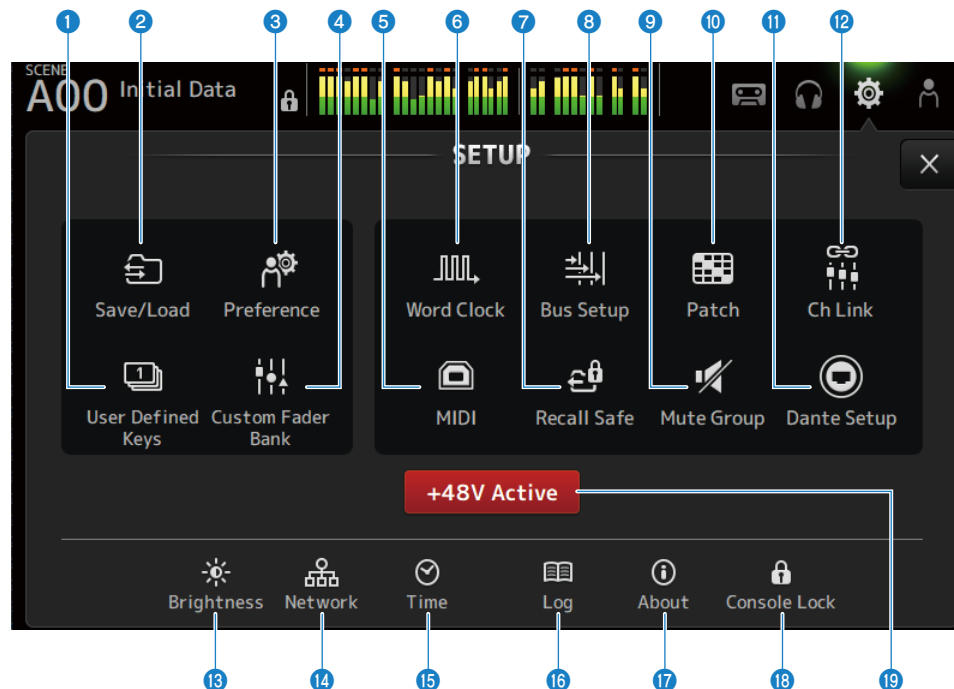 1 2 3 4 5 6 7 8 9 10 11 12
SCENE
A00 Initial Data
SETUP
Save/Load Preference Word Clock Bus Setup Patch Ch Link
1
User Defined Keys
Custom Fader Bank
MIDI Recall Safe Mute Group Dante Setup
+48V Active
Brightness Network Time Log About Console Lock
13 14 15 16 17 18 19